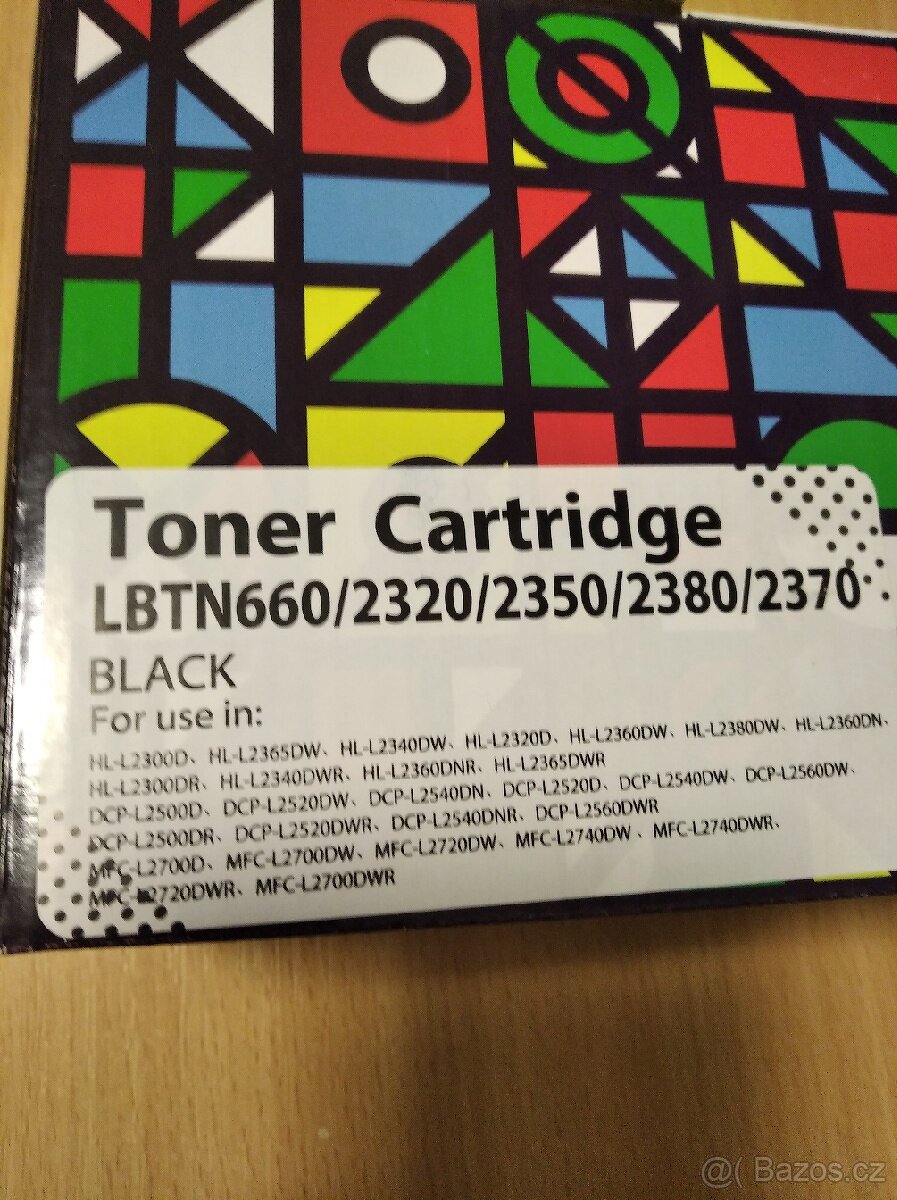 Toner Cartridge
LBTN660/2320/2350/2380/2370
BLACK
For use in:
HL-L2300D、HL-L2365DW、HL-L2340DW、HL-L2320D、HL-L2360DW、HL-L2380DW、HL-L2360DN、
HL-L2300DR、HL-L2340DWR、HL-L2360DNR、HL-L2365DWR
DCP-L2500D、DCP-L2520DW、DCP-L2540DN、DCP-L2520D、DCP-L2540DW、DCP-L2560DW、
DCP-L2500DR、DCP-L2520DWR、DCP-L2540DNR、DCP-L2560DWR
MFC-L2700D、MFC-L2700DW、MFC-L2720DW、MFC-L2740DW、MFC-L2740DWR、
MFC-L2720DWR、MFC-L2700DWR
@( Bazos.cz